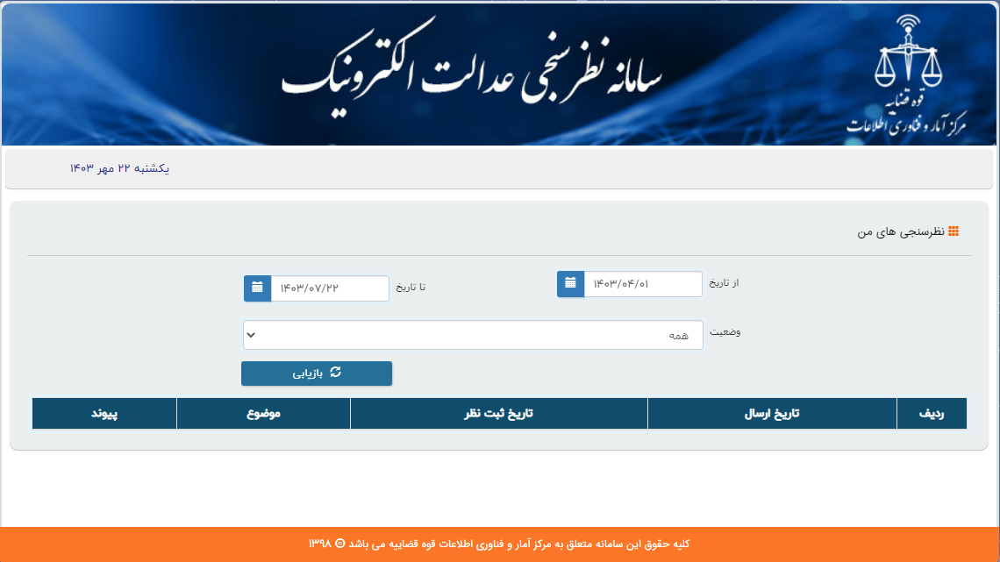 سامانه نظرسنجی عدالت الکترونیک
قوه قضاییه
مرکز آمار و فناوری اطلاعات
یکشنبه ۲۲ مهر ۱۴۰۳
نظرسنجی های من
از تاریخ ۱۴۰۳/۰۴/۰۱ تا تاریخ ۱۴۰۳/۰۷/۲۲
وضعیت همه
بازیابی
ردیف تاریخ ارسال تاریخ ثبت نظر موضوع پیوند
کلیه حقوق این سامانه متعلق به مرکز آمار و فناوری اطلاعات قوه قضاییه می باشد © ۱۳۹۸